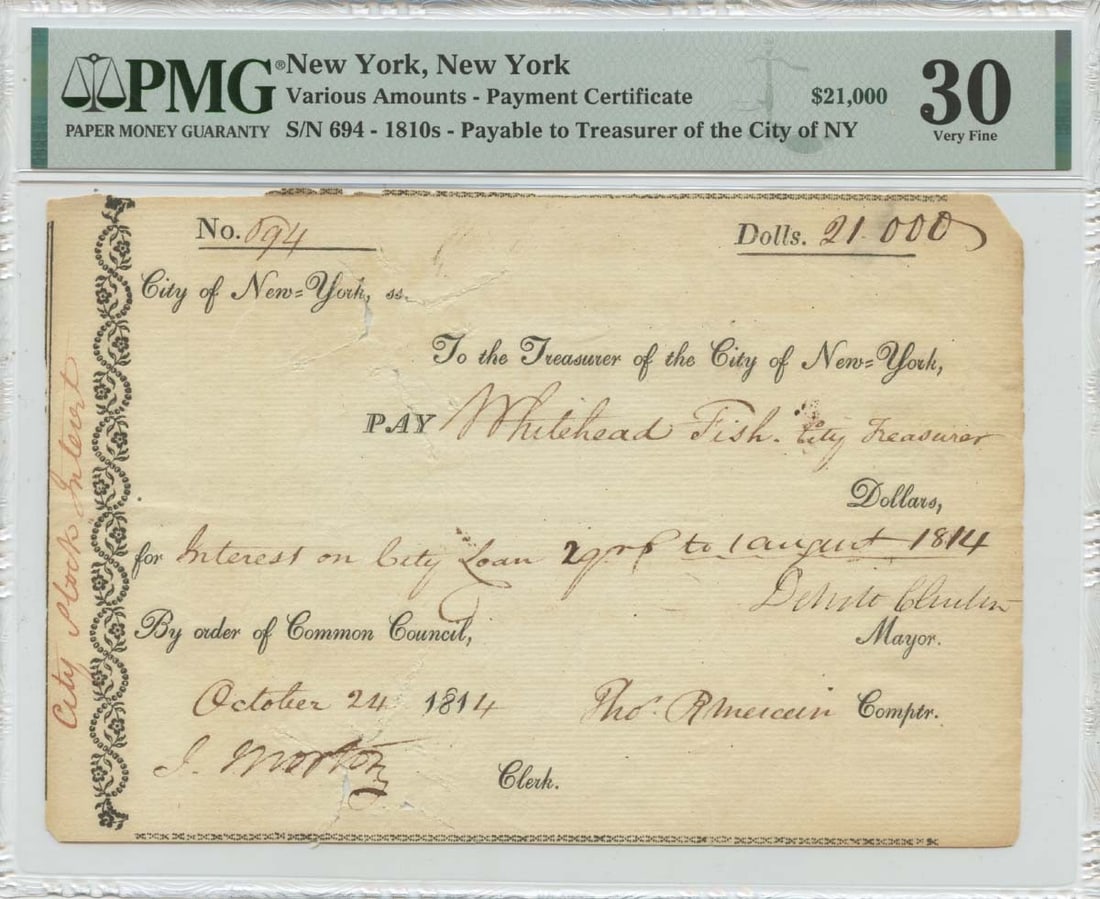 PMG® New York, New York
Various Amounts - Payment Certificate $21,000 30
PAPER MONEY GUARANTY S/N 694 - 1810s - Payable to Treasurer of the City of NY Very Fine
No. 694 Dolls. 21.000
City of New=York, ss.
To the Treasurer of the City of New=York,
PAY Whitehead Fish. City Treasurer
Dollars,
for Interest on City Loan to 1 august 1814
DeWitt Clinton
By order of Common Council, Mayor.
October 24 1814 Thos. R Mercein Comptr.
J. Morton Clerk.
City Stock Interest